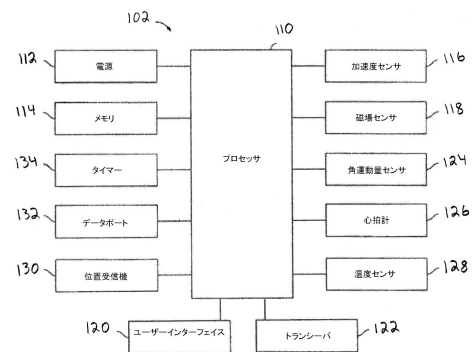 102
110
112
電源
加速度センサ
116
114
メモリ
磁場センサ
118
134
タイマー
プロセッサ
角運動量センサ
124
132
データポート
心拍計
126
130
位置受信機
温度センサ
128
120
ユーザーインターフェイス
トランシーバ
122